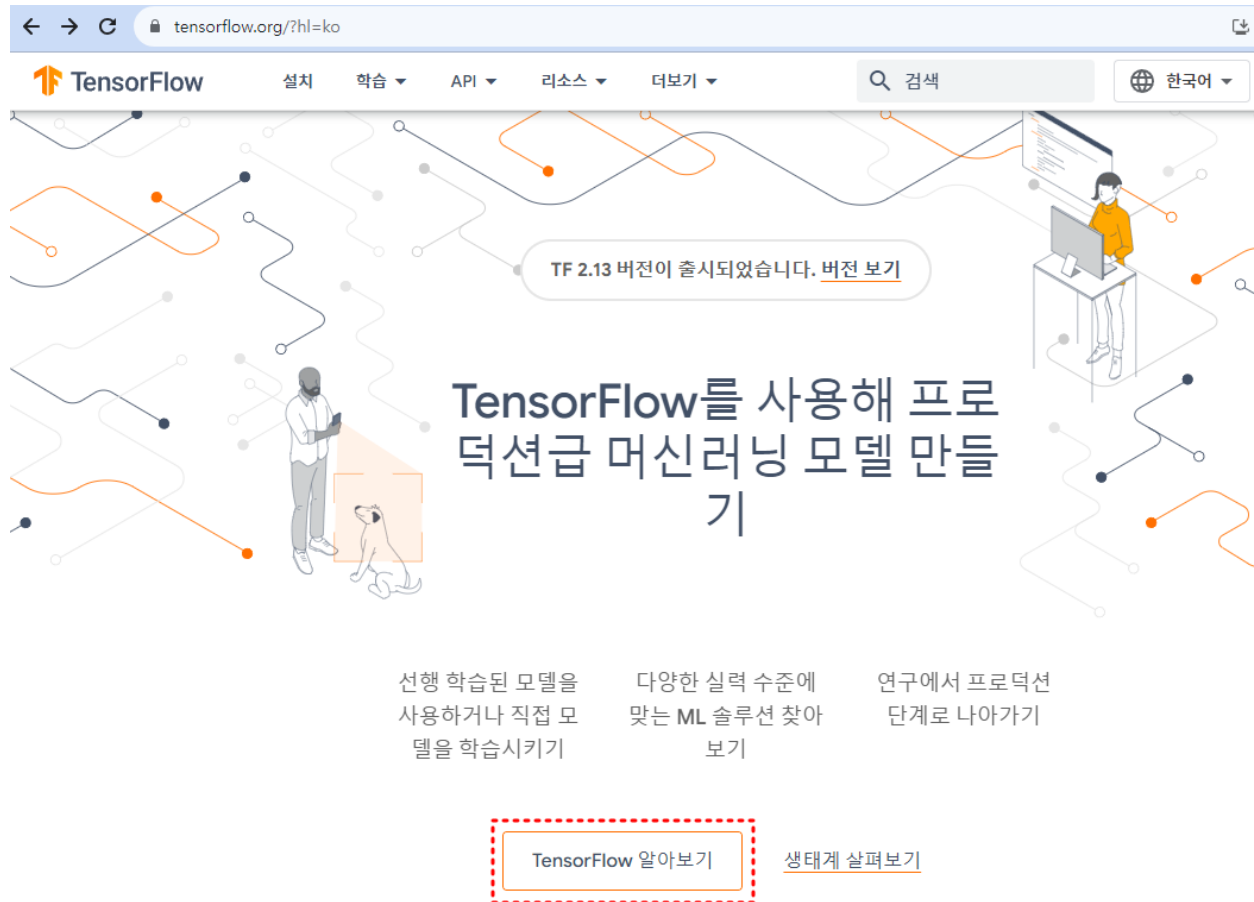 tensorflow.org/?hl=ko
TensorFlow 설치 학습 API 리소스 더보기 검색 한국어
TF 2.13 버전이 출시되었습니다. 버전 보기
TensorFlow를 사용해 프로
덕션급 머신러닝 모델 만들
기
선행 학습된 모델을
사용하거나 직접 모
델을 학습시키기
다양한 실력 수준에
맞는 ML 솔루션 찾아
보기
연구에서 프로덕션
단계로 나아가기
TensorFlow 알아보기 생태계 살펴보기